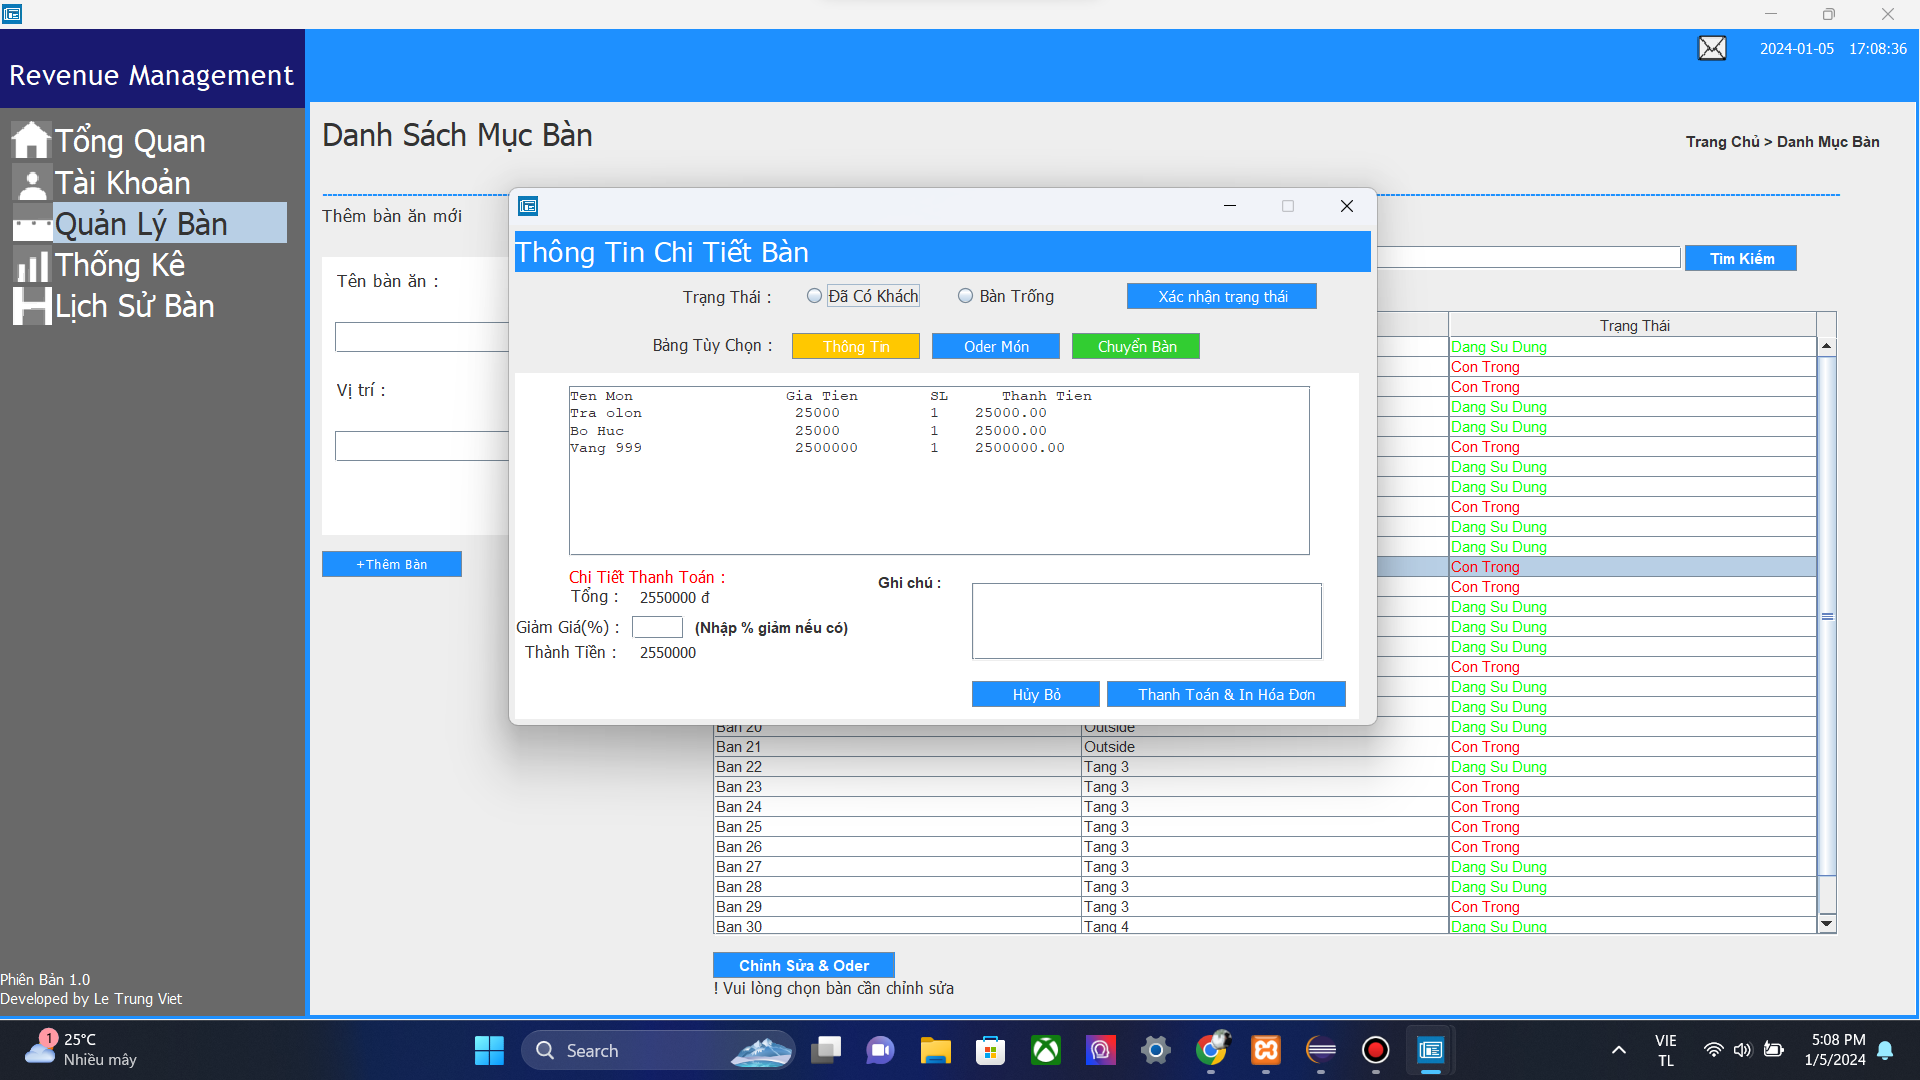 2024-01-05 17:08:36
Revenue Management
Tổng Quan
Tài Khoản
Quản Lý Bàn
Thống Kê
Lịch Sử Bàn
Phiên Bản 1.0
Developed by Le Trung Viet
Danh Sách Mục Bàn
Trang Chủ > Danh Mục Bàn
Thêm bàn ăn mới
Tên bàn ăn :
Vị trí :
+Thêm Bàn
Tìm Kiếm
Thông Tin Chi Tiết Bàn
Trạng Thái : Đã Có Khách Bàn Trống Xác nhận trạng thái
Bảng Tùy Chọn : Thông Tin Oder Món Chuyển Bàn
Ten Mon Gia Tien SL Thanh Tien
Tra olon 25000 1 25000.00
Bo Huc 25000 1 25000.00
Vang 999 2500000 1 2500000.00
Chi Tiết Thanh Toán :
Tổng : 2550000 đ
Giảm Giá(%) : (Nhập % giảm nếu có)
Thành Tiền : 2550000
Ghi chú :
Hủy Bỏ Thanh Toán & In Hóa Đơn
Trạng Thái
Dang Su Dung
Con Trong
Con Trong
Dang Su Dung
Dang Su Dung
Con Trong
Dang Su Dung
Dang Su Dung
Con Trong
Dang Su Dung
Dang Su Dung
Con Trong
Con Trong
Dang Su Dung
Dang Su Dung
Dang Su Dung
Con Trong
Dang Su Dung
Dang Su Dung
Ban 20 Outside Dang Su Dung
Ban 21 Outside Con Trong
Ban 22 Tang 3 Dang Su Dung
Ban 23 Tang 3 Con Trong
Ban 24 Tang 3 Con Trong
Ban 25 Tang 3 Con Trong
Ban 26 Tang 3 Con Trong
Ban 27 Tang 3 Dang Su Dung
Ban 28 Tang 3 Dang Su Dung
Ban 29 Tang 3 Con Trong
Ban 30 Tang 4 Dang Su Dung
Chỉnh Sửa & Oder
! Vui lòng chọn bàn cần chỉnh sửa
1
25°C
Nhiều mây
Search
VIE
TL
5:08 PM
1/5/2024